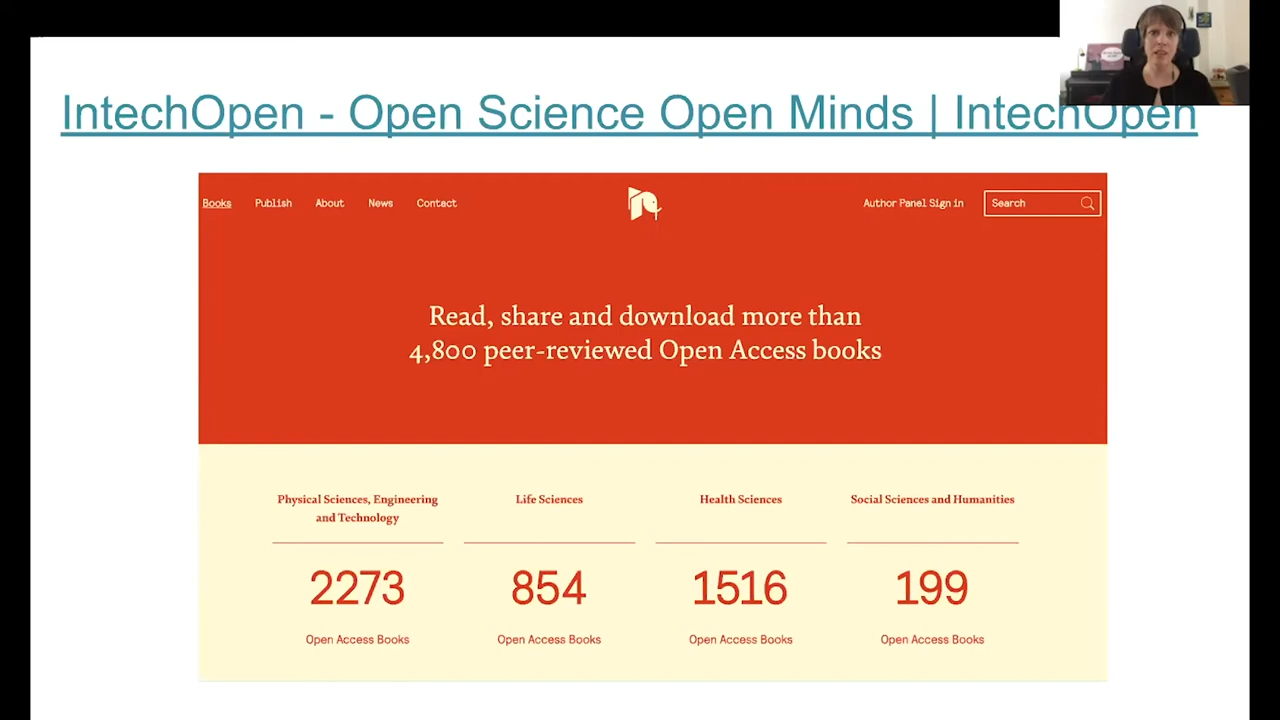 IntechOpen - Open Science Open Minds | IntechOpen
Books Publish About News Contact Author Panel Sign in Search
Read, share and download more than
4,800 peer-reviewed Open Access books
Physical Sciences, Engineering
and Technology
Life Sciences
Health Sciences
Social Sciences and Humanities
2273 854 1516 199
Open Access Books Open Access Books Open Access Books Open Access Books